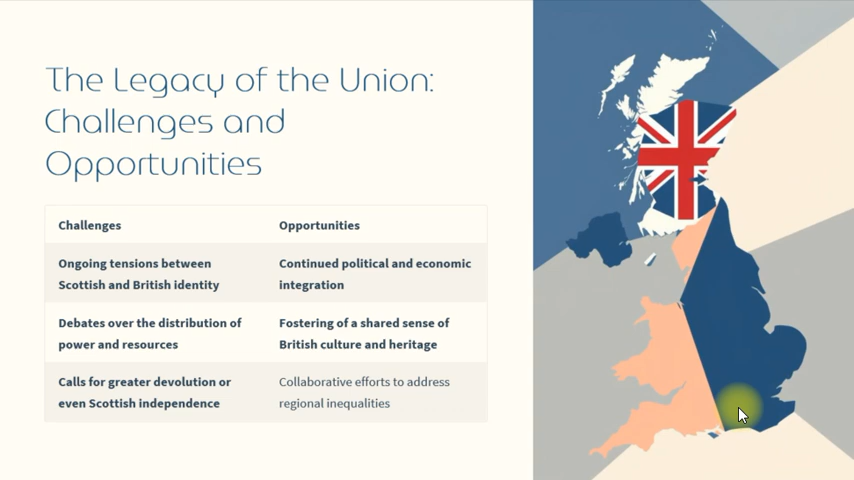 The Legacy of the Union:
Challenges and
Opportunities
Challenges
Opportunities
Ongoing tensions between
Scottish and British identity
Continued political and economic
integration
Debates over the distribution of
power and resources
Fostering of a shared sense of
British culture and heritage
Calls for greater devolution or
even Scottish independence
Collaborative efforts to address
regional inequalities